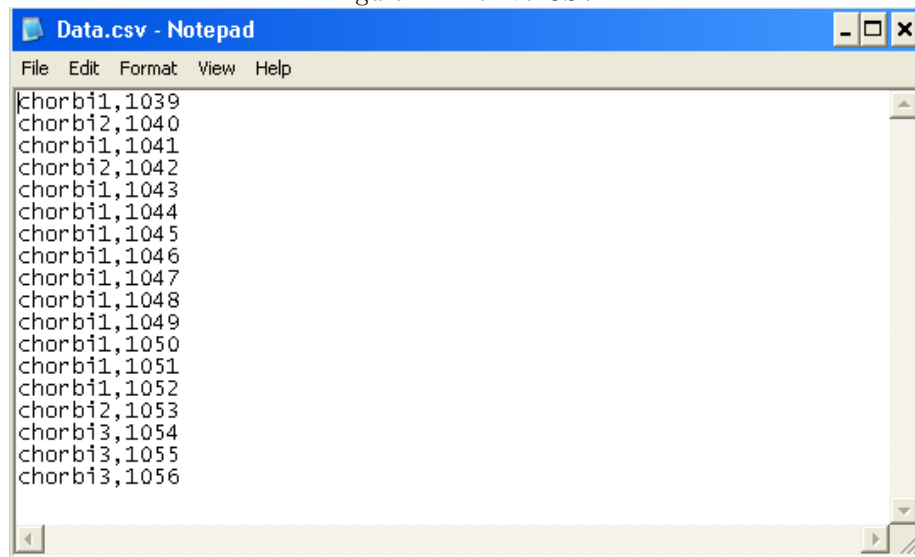 Data.csv - Notepad
File Edit Format View Help
chorbi1,1039
chorbi2,1040
chorbi1,1041
chorbi2,1042
chorbi1,1043
chorbi1,1044
chorbi1,1045
chorbi1,1046
chorbi1,1047
chorbi1,1048
chorbi1,1049
chorbi1,1050
chorbi1,1051
chorbi1,1052
chorbi2,1053
chorbi3,1054
chorbi3,1055
chorbi3,1056